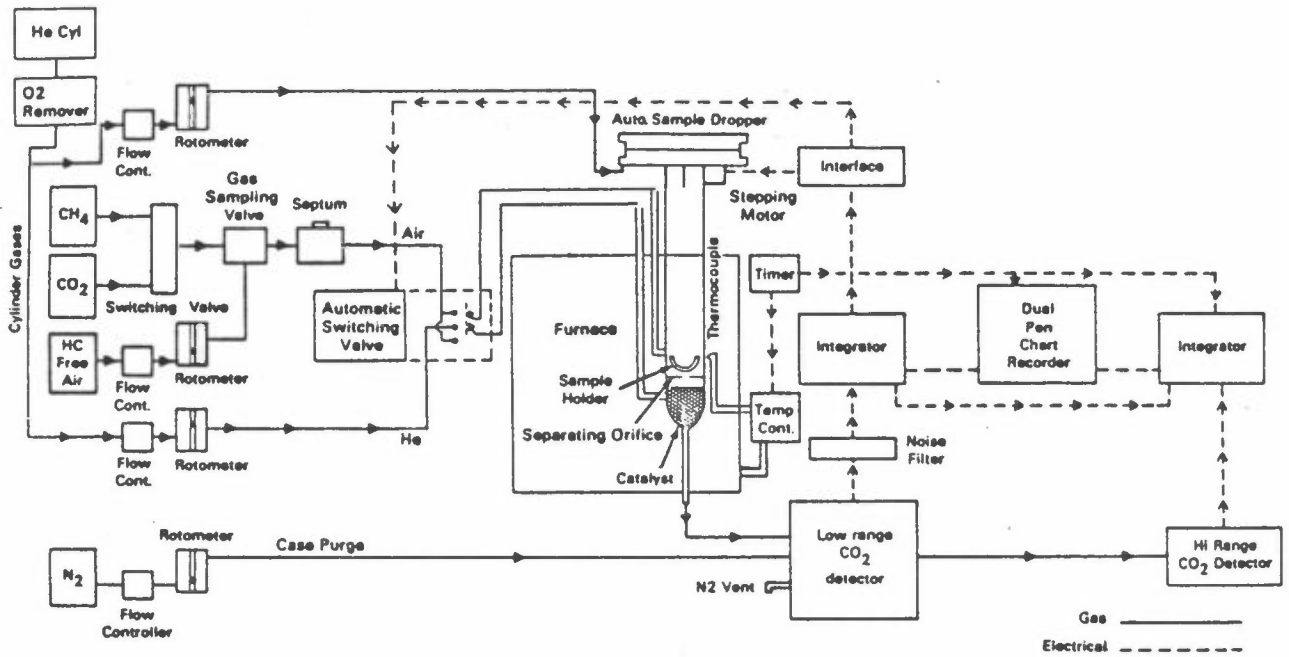 He Cyl
O2
Remover
Flow
Cont.
Rotometer
Auto. Sample Dropper
Interface
Stepping
Motor
Gas
Sampling
Valve
Septum
CH4
CO2
Switching Valve
Cylinder Gases
Air
Automatic
Switching
Valve
HC
Free
Air
Flow
Cont.
Rotometer
He
Flow
Cont.
Rotometer
Furnace
Thermocouple
Sample
Holder
Separating Orifice
Catalyst
Timer
Temp
Cont.
Integrator
Dual
Pen
Chart
Recorder
Integrator
Noise
Filter
Rotometer
Case Purge
N2
Flow
Controller
N2 Vent
Low range
CO2
detector
Hi Range
CO2 Detector
Gas
Electrical